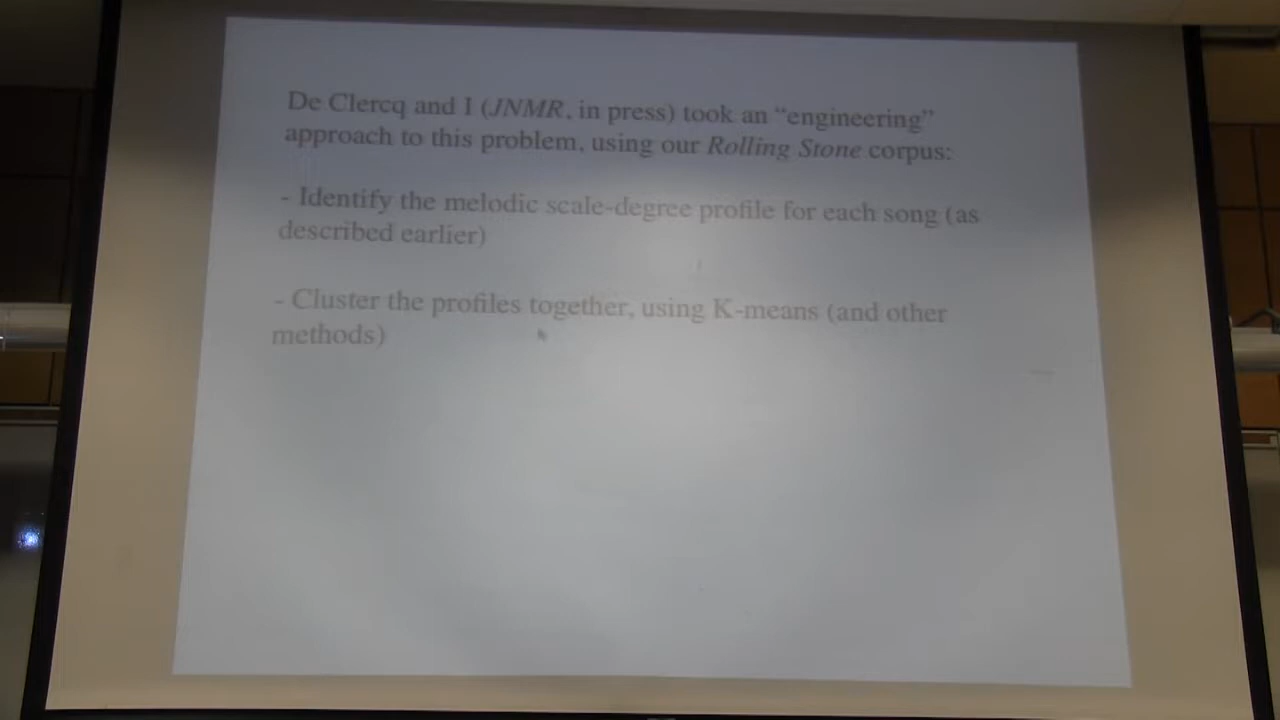 De Clercq and I (JNMR, in press) took an “engineering”
approach to this problem, using our Rolling Stone corpus:
- Identify the melodic scale-degree profile for each song (as
described earlier)
- Cluster the profiles together, using K-means (and other
methods)